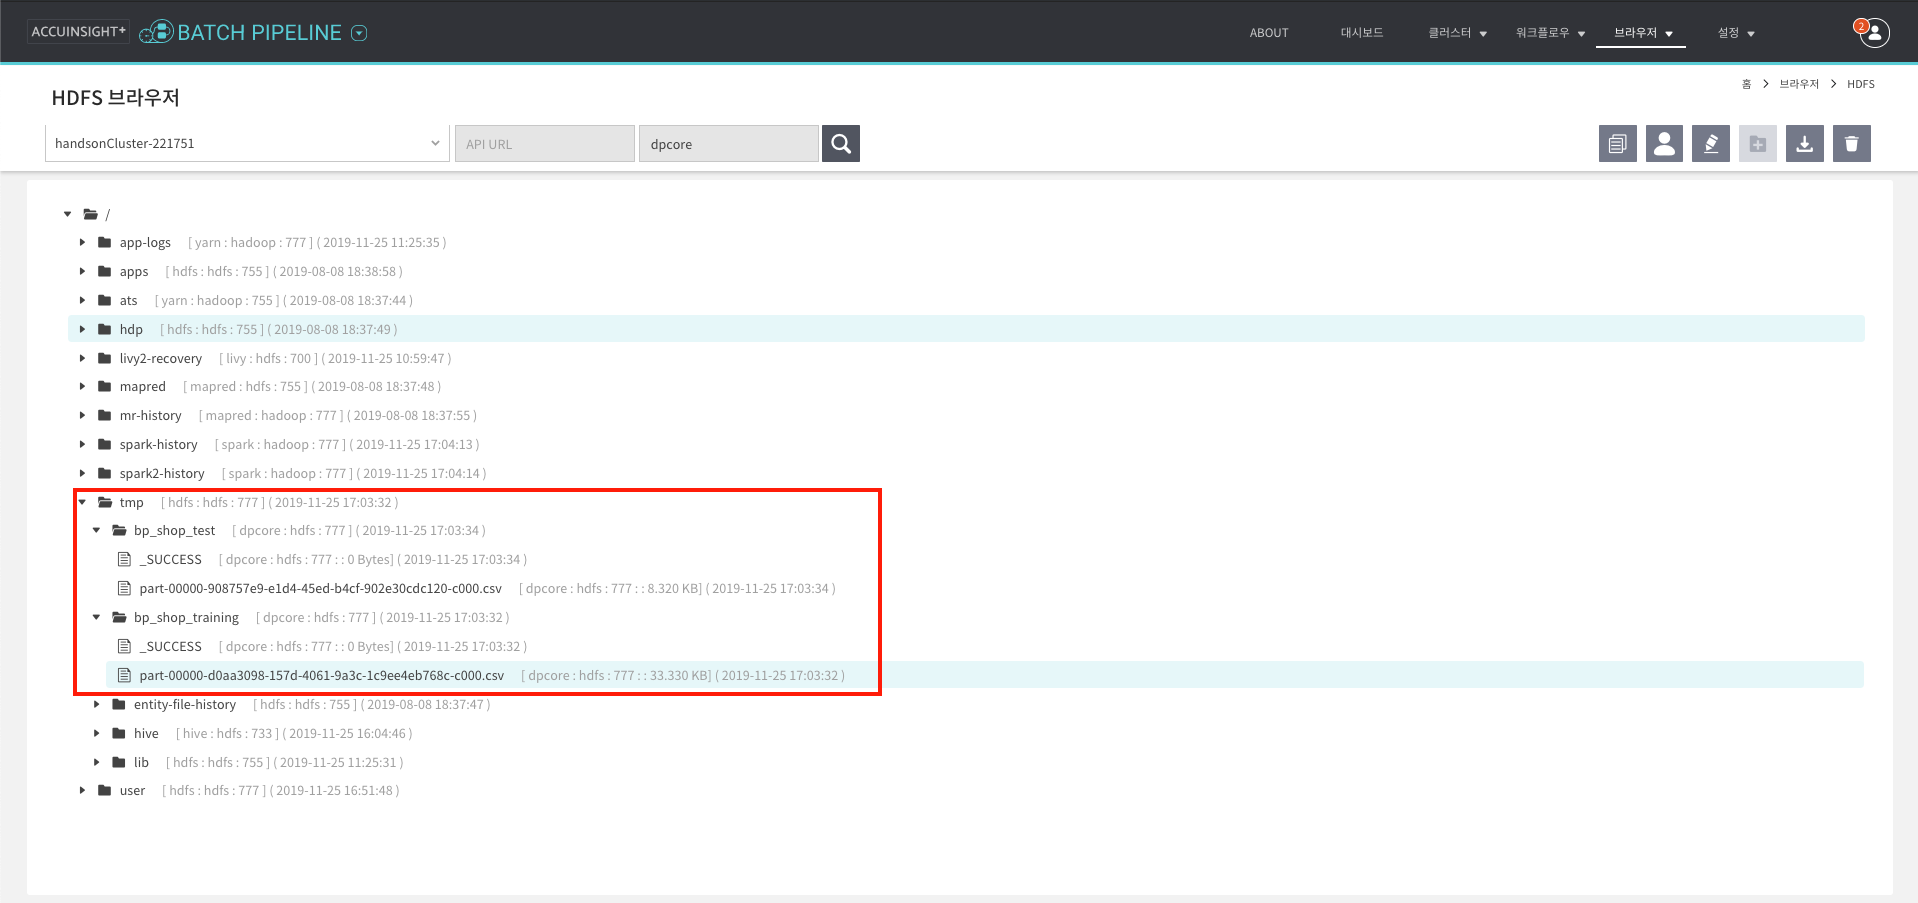 ACCUINSIGHT+ BATCH PIPELINE ABOUT 대시보드 클러스터 워크플로우 브라우저 설정 2
홈 > 브라우저 > HDFS
HDFS 브라우저
handsonCluster-221751 API URL dpcore
/
app-logs [ yarn : hadoop : 777 ] ( 2019-11-25 11:25:35 )
apps [ hdfs : hdfs : 755 ] ( 2019-08-08 18:38:58 )
ats [ yarn : hadoop : 755 ] ( 2019-08-08 18:37:44 )
hdp [ hdfs : hdfs : 755 ] ( 2019-08-08 18:37:49 )
livy2-recovery [ livy : hdfs : 700 ] ( 2019-11-25 10:59:47 )
mapred [ mapred : hdfs : 755 ] ( 2019-08-08 18:37:48 )
mr-history [ mapred : hadoop : 777 ] ( 2019-08-08 18:37:55 )
spark-history [ spark : hadoop : 777 ] ( 2019-11-25 17:04:13 )
spark2-history [ spark : hadoop : 777 ] ( 2019-11-25 17:04:14 )
tmp [ hdfs : hdfs : 777 ] ( 2019-11-25 17:03:32 )
bp_shop_test [ dpcore : hdfs : 777 ] ( 2019-11-25 17:03:34 )
_SUCCESS [ dpcore : hdfs : 777 : : 0 Bytes] ( 2019-11-25 17:03:34 )
part-00000-908757e9-e1d4-45ed-b4cf-902e30cdc120-c000.csv [ dpcore : hdfs : 777 : : 8.320 KB] ( 2019-11-25 17:03:34 )
bp_shop_training [ dpcore : hdfs : 777 ] ( 2019-11-25 17:03:32 )
_SUCCESS [ dpcore : hdfs : 777 : : 0 Bytes] ( 2019-11-25 17:03:32 )
part-00000-d0aa3098-157d-4061-9a3c-1c9ee4eb768c-c000.csv [ dpcore : hdfs : 777 : : 33.330 KB] ( 2019-11-25 17:03:32 )
entity-file-history [ hdfs : hdfs : 755 ] ( 2019-08-08 18:37:47 )
hive [ hive : hdfs : 733 ] ( 2019-11-25 16:04:46 )
lib [ hdfs : hdfs : 755 ] ( 2019-11-25 11:25:31 )
user [ hdfs : hdfs : 777 ] ( 2019-11-25 16:51:48 )